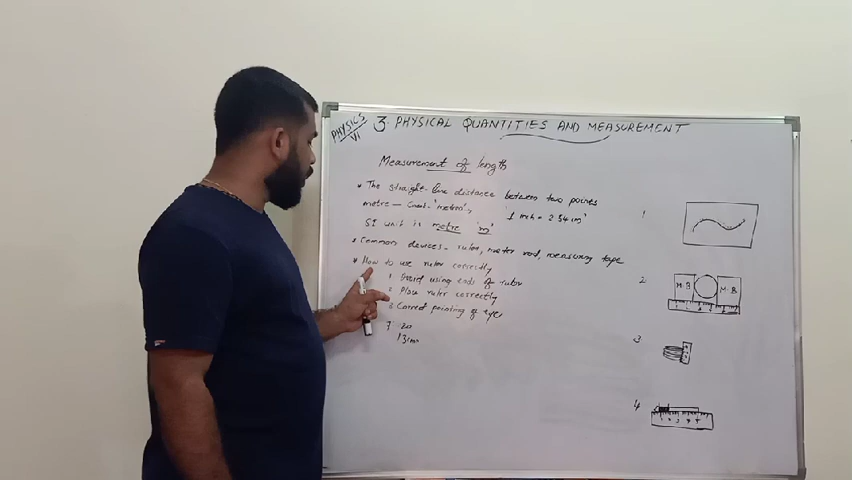 PHYSICS
VI
3. PHYSICAL QUANTITIES AND MEASUREMENT
Measurement of length
* The straight-line distance between two points
metre — "metron", 1 inch = 2.54 cm
SI unit is metre 'm'
* Common devices - ruler, meter rod, measuring tape
* How to use ruler correctly
1 using ends of ruler
2 Place ruler correctly
3 Correct position of eyes
13cm
1
2
M.B M.B
3
4